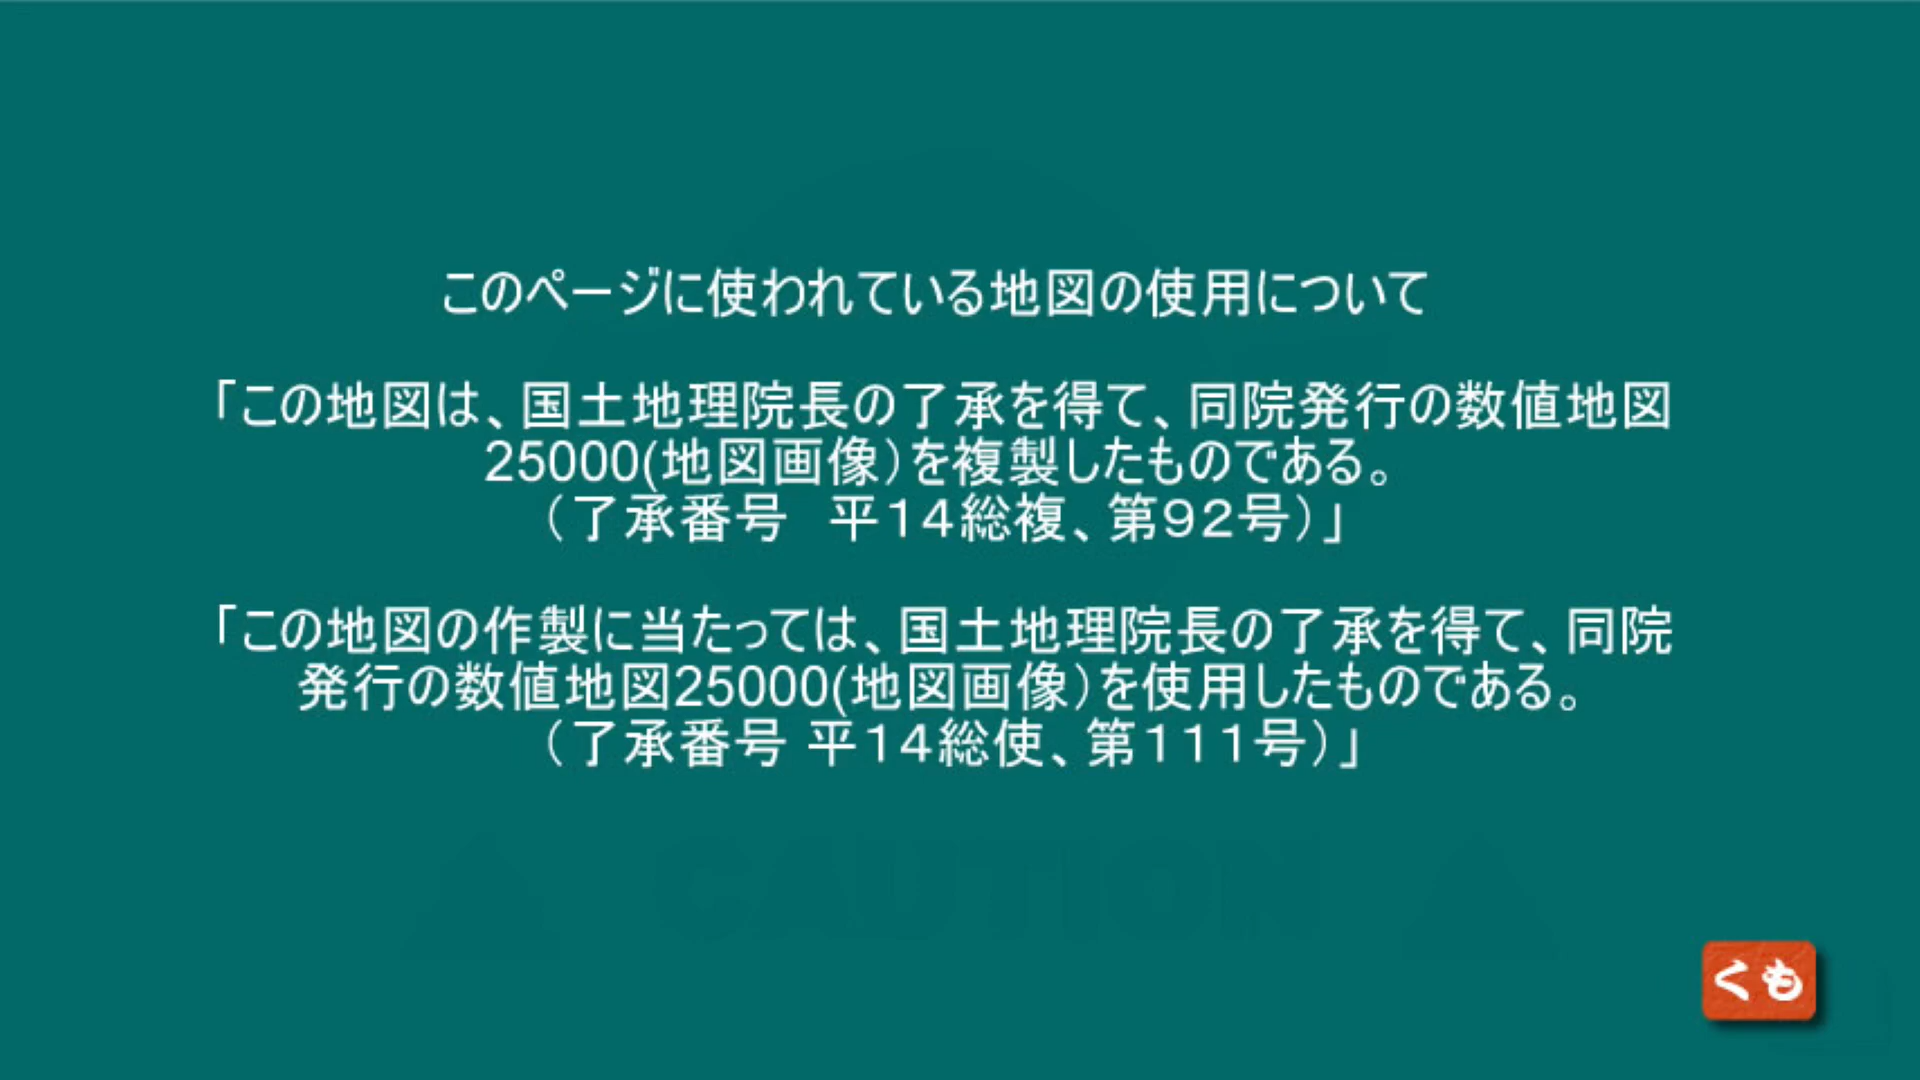 このページに使われている地図の使用について
「この地図は、国土地理院長の了承を得て、同院発行の数値地図
25000(地図画像）を複製したものである。
（了承番号　平１４総複、第９２号）」
「この地図の作製に当たっては、国土地理院長の了承を得て、同院
発行の数値地図25000(地図画像）を使用したものである。
（了承番号 平１４総使、第１１１号）」
くも